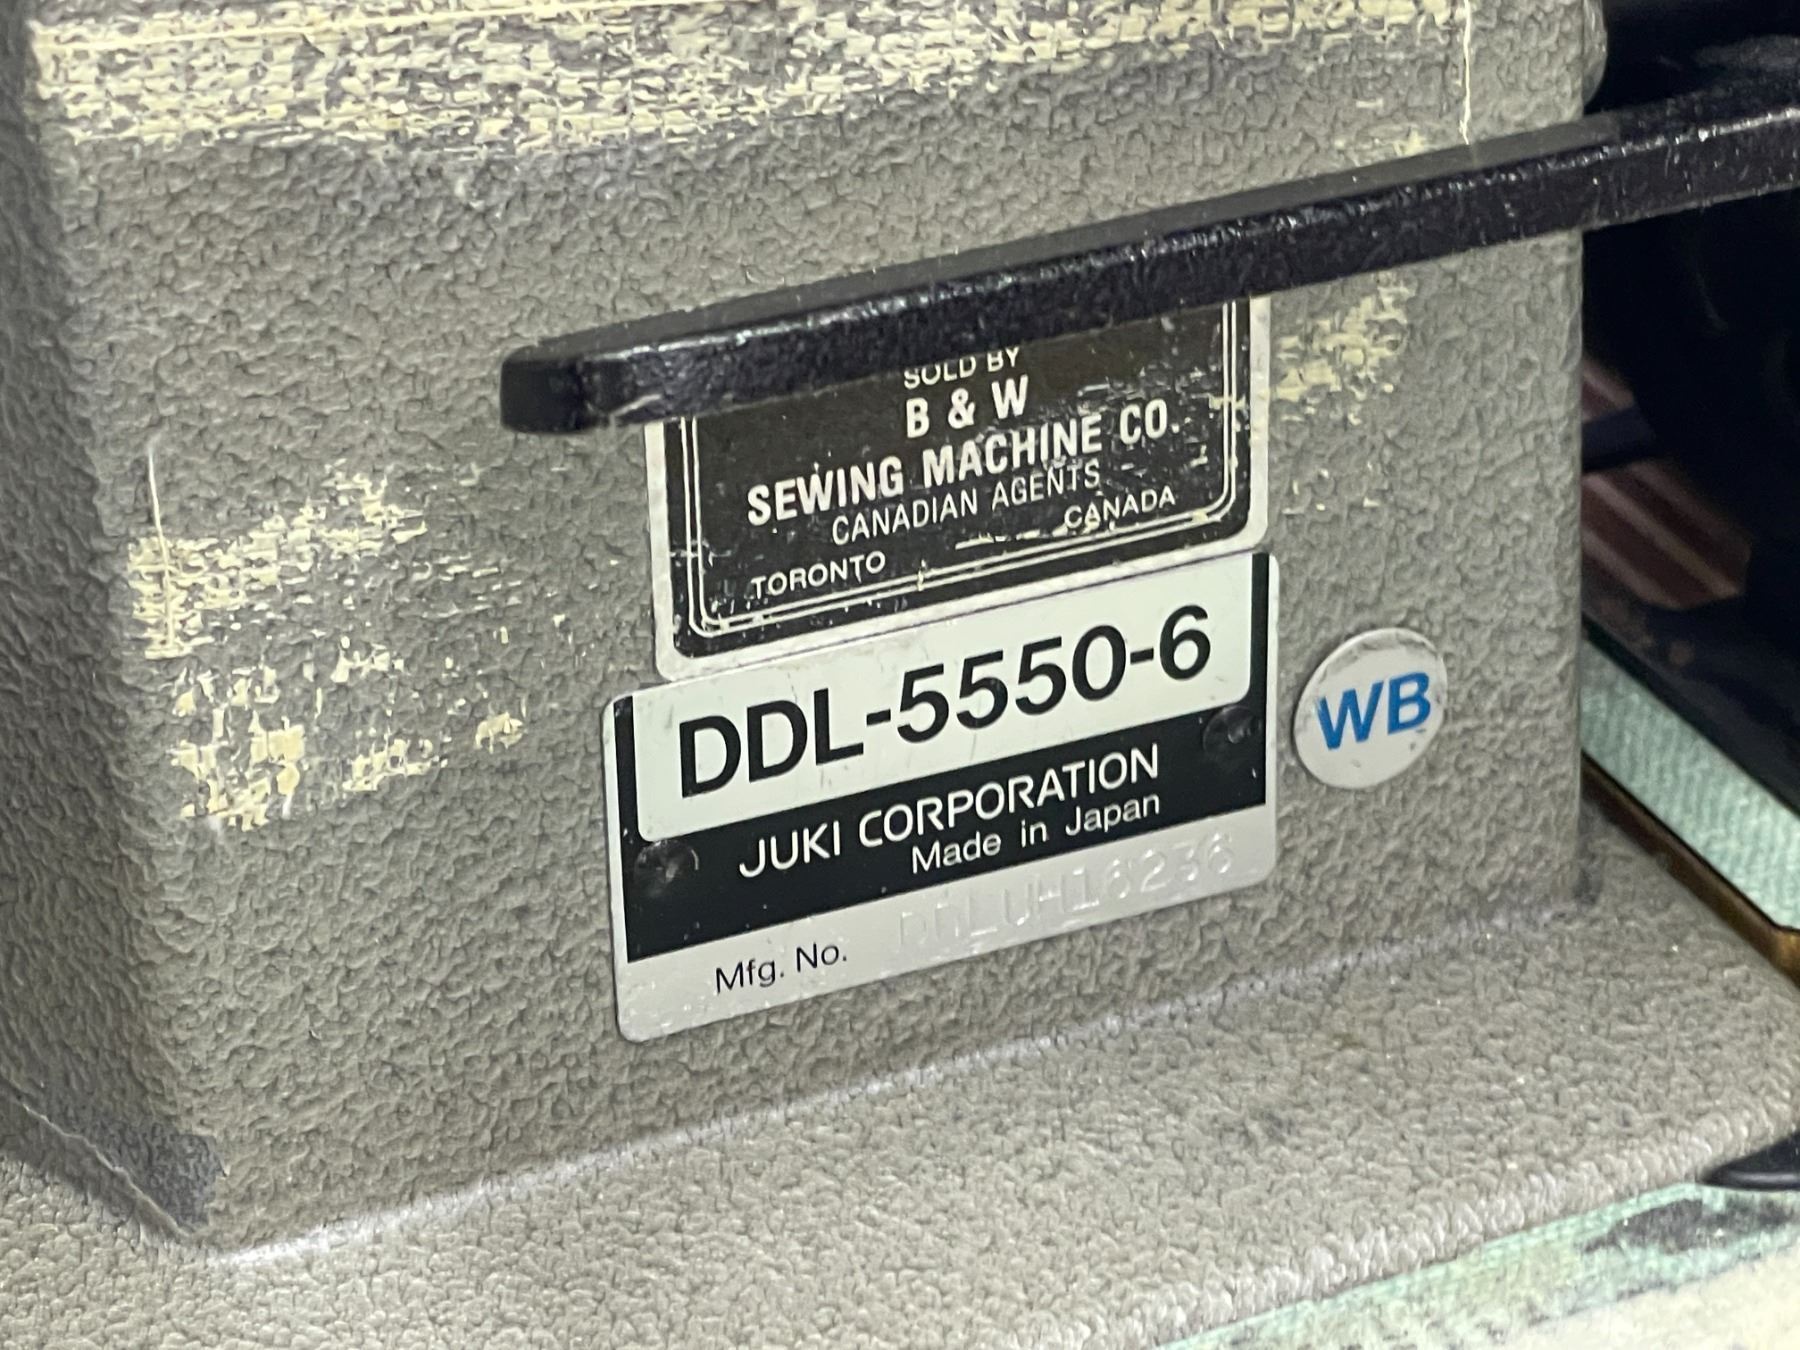 SOLD BY
B & W
SEWING MACHINE CO.
CANADIAN AGENTS
TORONTO CANADA
DDL-5550-6
JUKI CORPORATION
Made in Japan
Mfg. No. DDLUH16236
WB